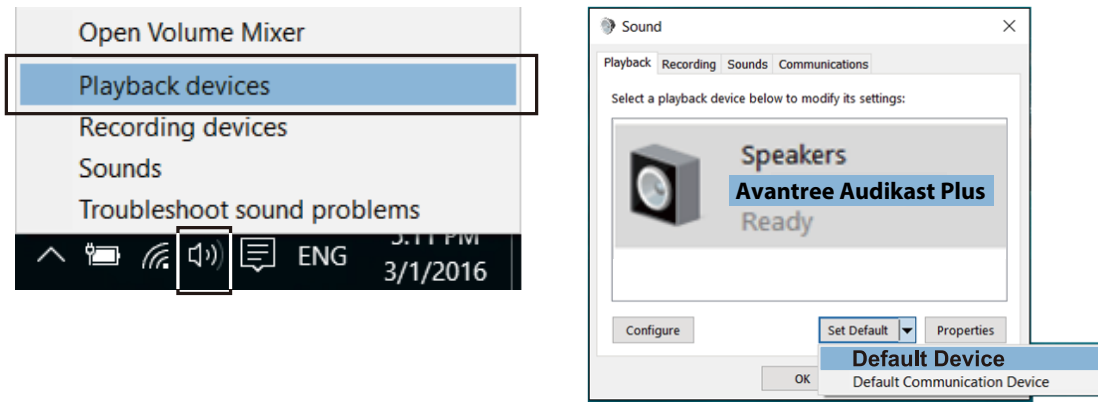 Open Volume Mixer
Playback devices
Recording devices
Sounds
Troubleshoot sound problems
ENG
3/1/2016
Sound
Playback Recording Sounds Communications
Select a playback device below to modify its settings:
Speakers
Avantree Audikast Plus
Ready
Configure Set Default Properties
Default Device
OK
Default Communication Device